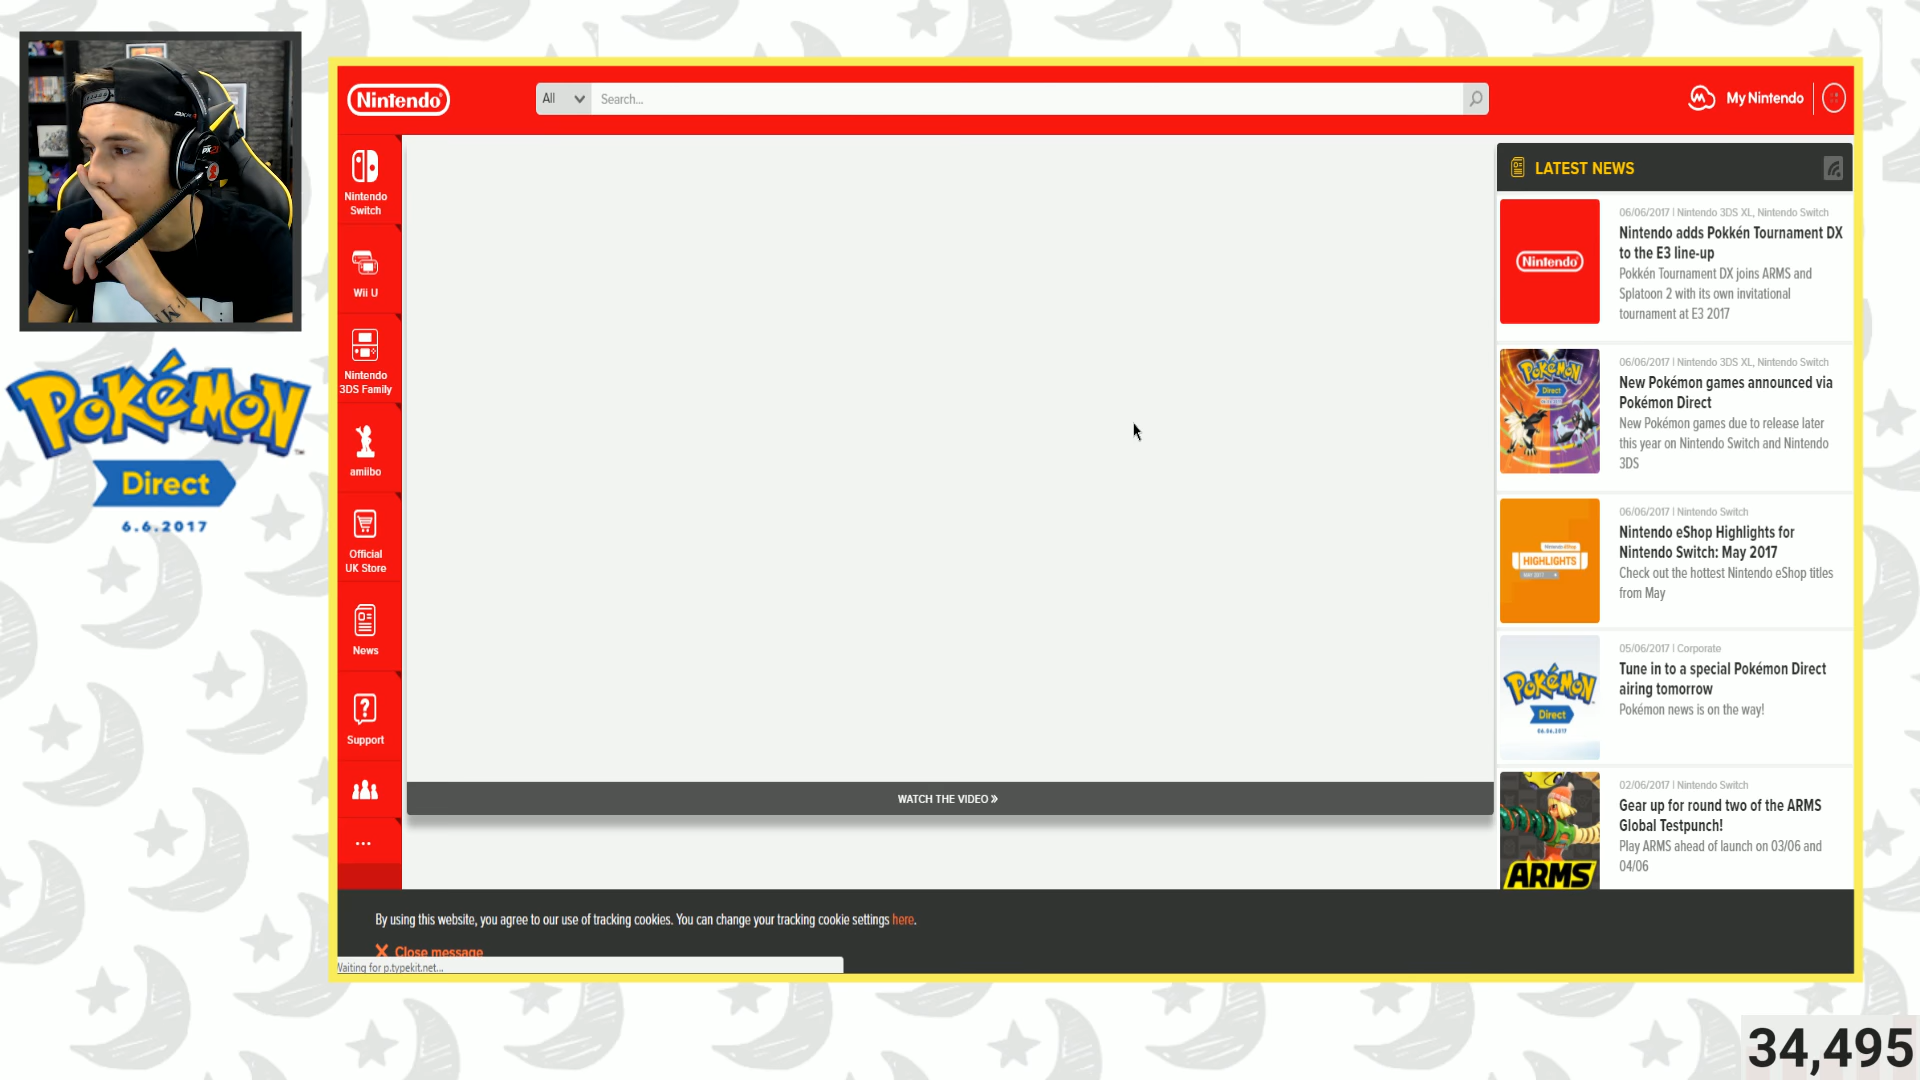 Nintendo
All
Search...
My Nintendo
Nintendo
Switch
Wii U
Nintendo
3DS Family
amiibo
Official
UK Store
News
Support
...
WATCH THE VIDEO »
LATEST NEWS
06/06/2017 | Nintendo 3DS XL, Nintendo Switch
Nintendo adds Pokkén Tournament DX
to the E3 line-up
Pokkén Tournament DX joins ARMS and
Splatoon 2 with its own invitational
tournament at E3 2017
Nintendo
06/06/2017 | Nintendo 3DS XL, Nintendo Switch
New Pokémon games announced via
Pokémon Direct
New Pokémon games due to release later
this year on Nintendo Switch and Nintendo
3DS
POKéMON
Direct
06/06/2017 | Nintendo Switch
Nintendo eShop Highlights for
Nintendo Switch: May 2017
Check out the hottest Nintendo eShop titles
from May
Nintendo eShop
HIGHLIGHTS
MAY 2017
05/06/2017 | Corporate
Tune in to a special Pokémon Direct
airing tomorrow
Pokémon news is on the way!
POKéMON
Direct
06.06.2017
02/06/2017 | Nintendo Switch
Gear up for round two of the ARMS
Global Testpunch!
Play ARMS ahead of launch on 03/06 and
04/06
ARMS
By using this website, you agree to our use of tracking cookies. You can change your tracking cookie settings here.
Close message
Waiting for p.typekit.net...
POKéMON
TM
Direct
6.6.2017
34,495